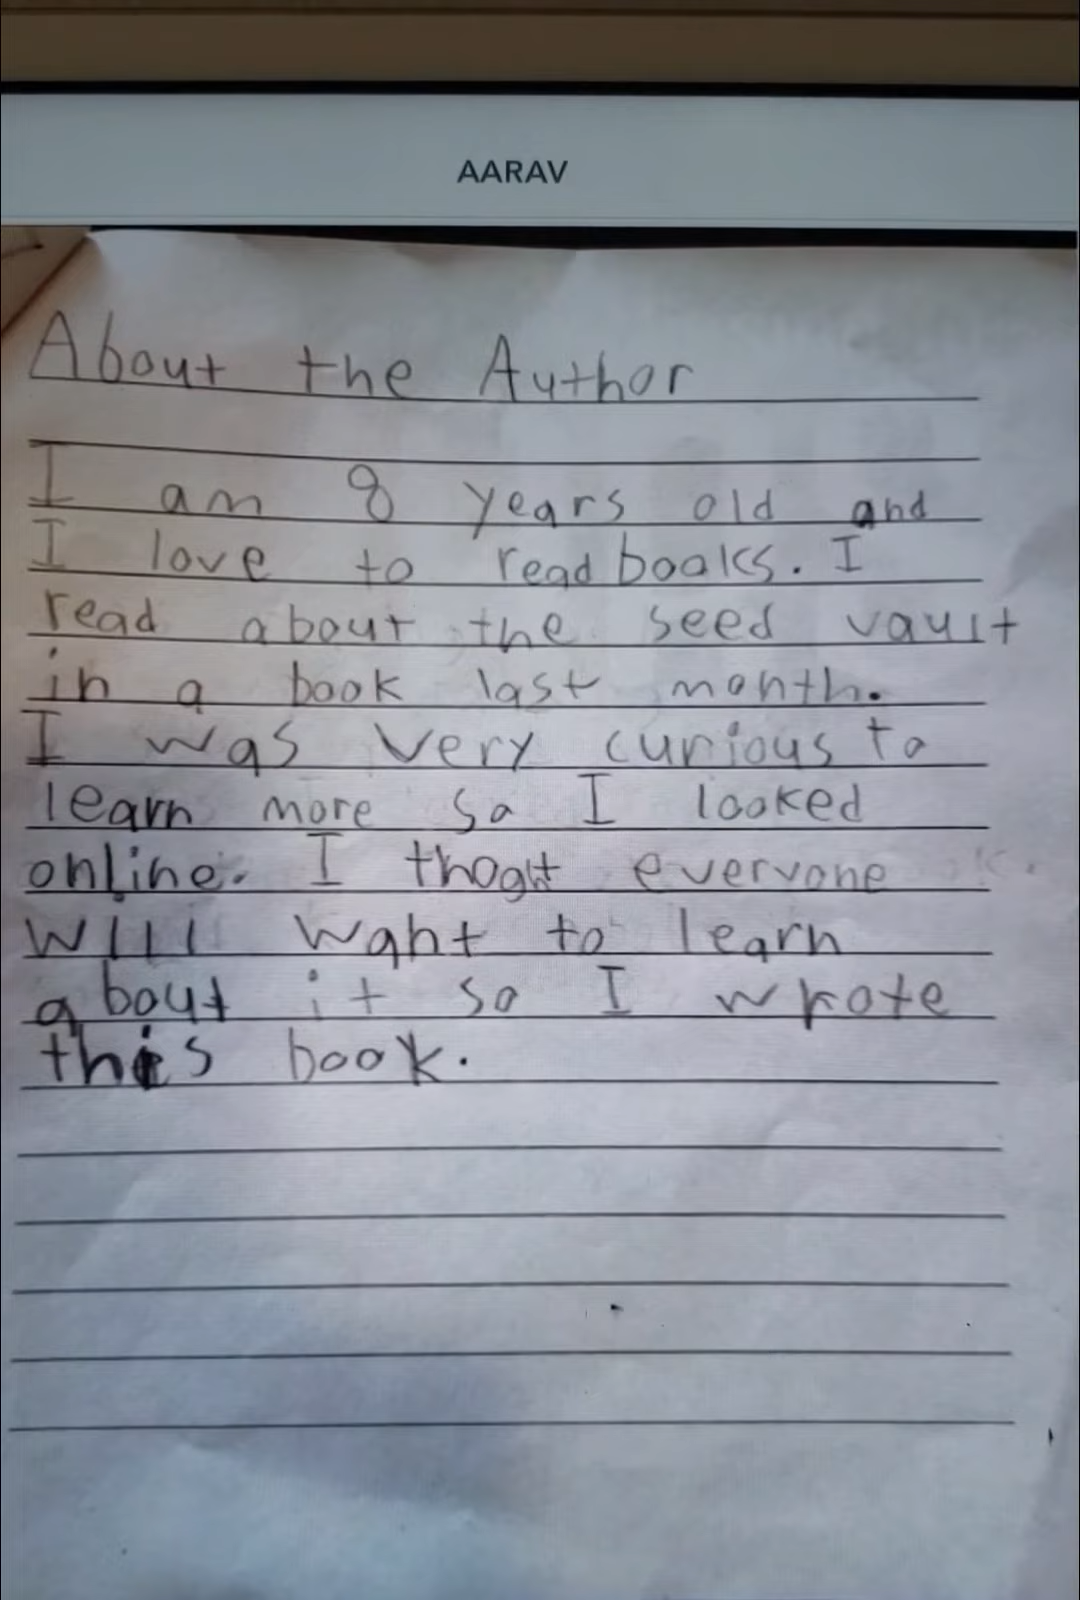 AARAV
About the Author
I am 8 years old and
I love to read books. I
read about the seed vault
in a book last month.
I was very curious to
learn more so I looked
online. I thoght everyone
will want to learn
about it so I wrote
this book.